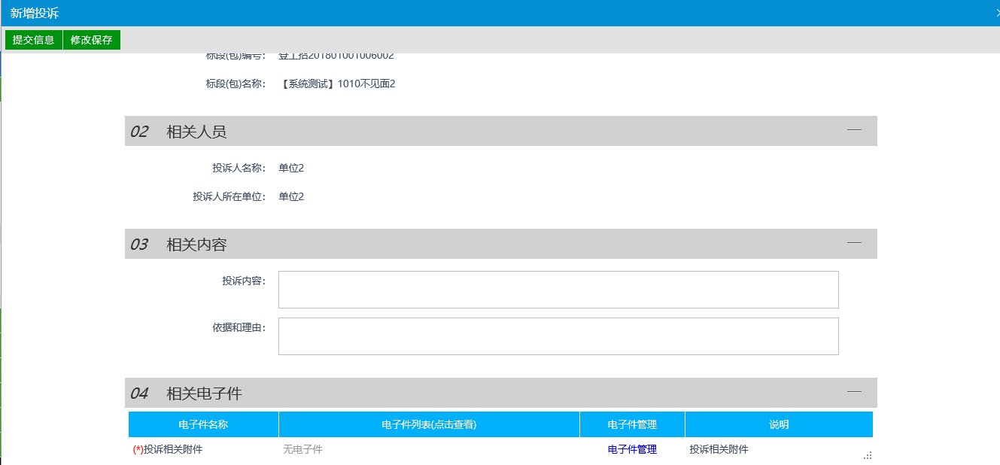 新增投诉
提交信息 修改保存
标段(包)编号： 登工招201801001006002
标段(包)名称： 【系统测试】1010不见面2
02 相关人员
投诉人名称： 单位2
投诉人所在单位： 单位2
03 相关内容
投诉内容：
依据和理由：
04 相关电子件
电子件名称 电子件列表(点击查看) 电子件管理 说明
(*)投诉相关附件 无电子件 电子件管理 投诉相关附件